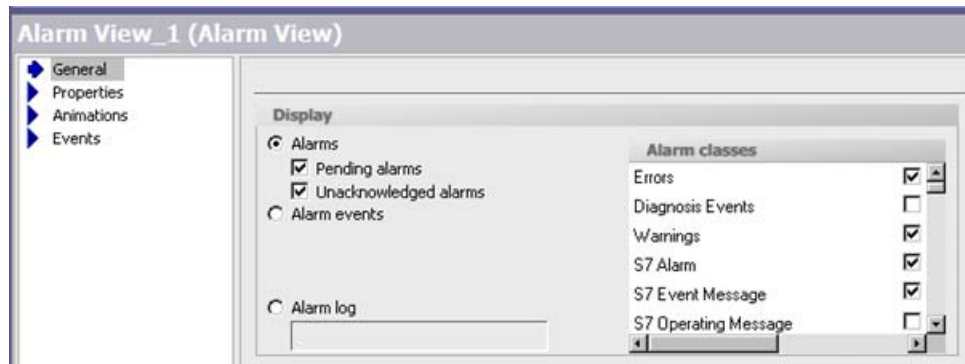 Alarm View_1 (Alarm View)
General
Properties
Animations
Events
Display
Alarms
Pending alarms
Unacknowledged alarms
Alarm events
Alarm log
Alarm classes
Errors
Diagnosis Events
Warnings
S7 Alarm
S7 Event Message
S7 Operating Message